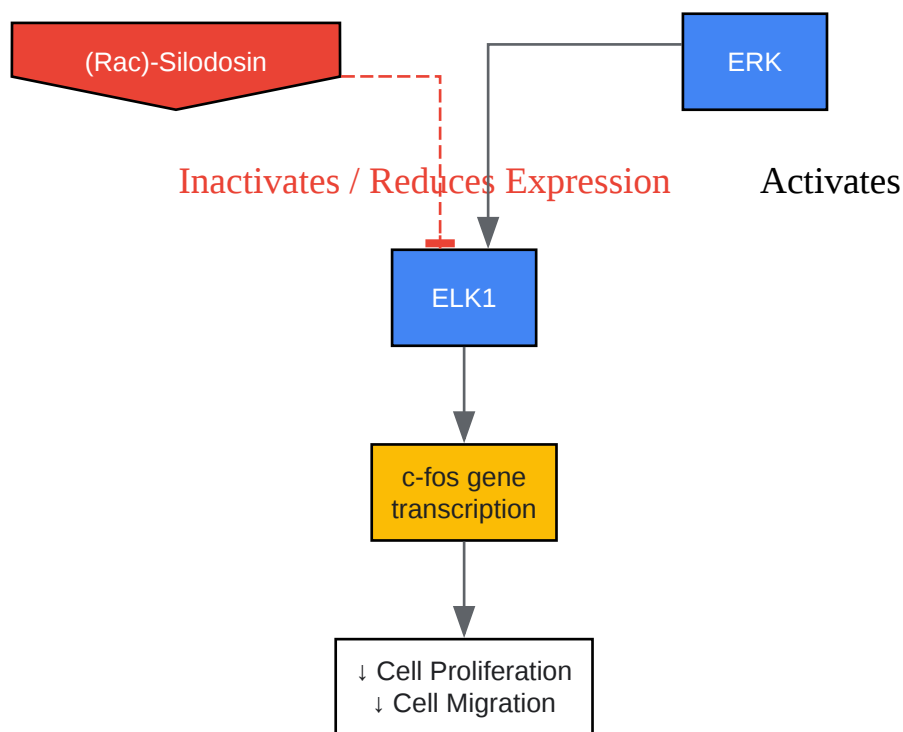 (Rac)-Silodosin
ERK
Inactivates / Reduces Expression
Activates
ELK1
c-fos gene
transcription
↓ Cell Proliferation
↓ Cell Migration